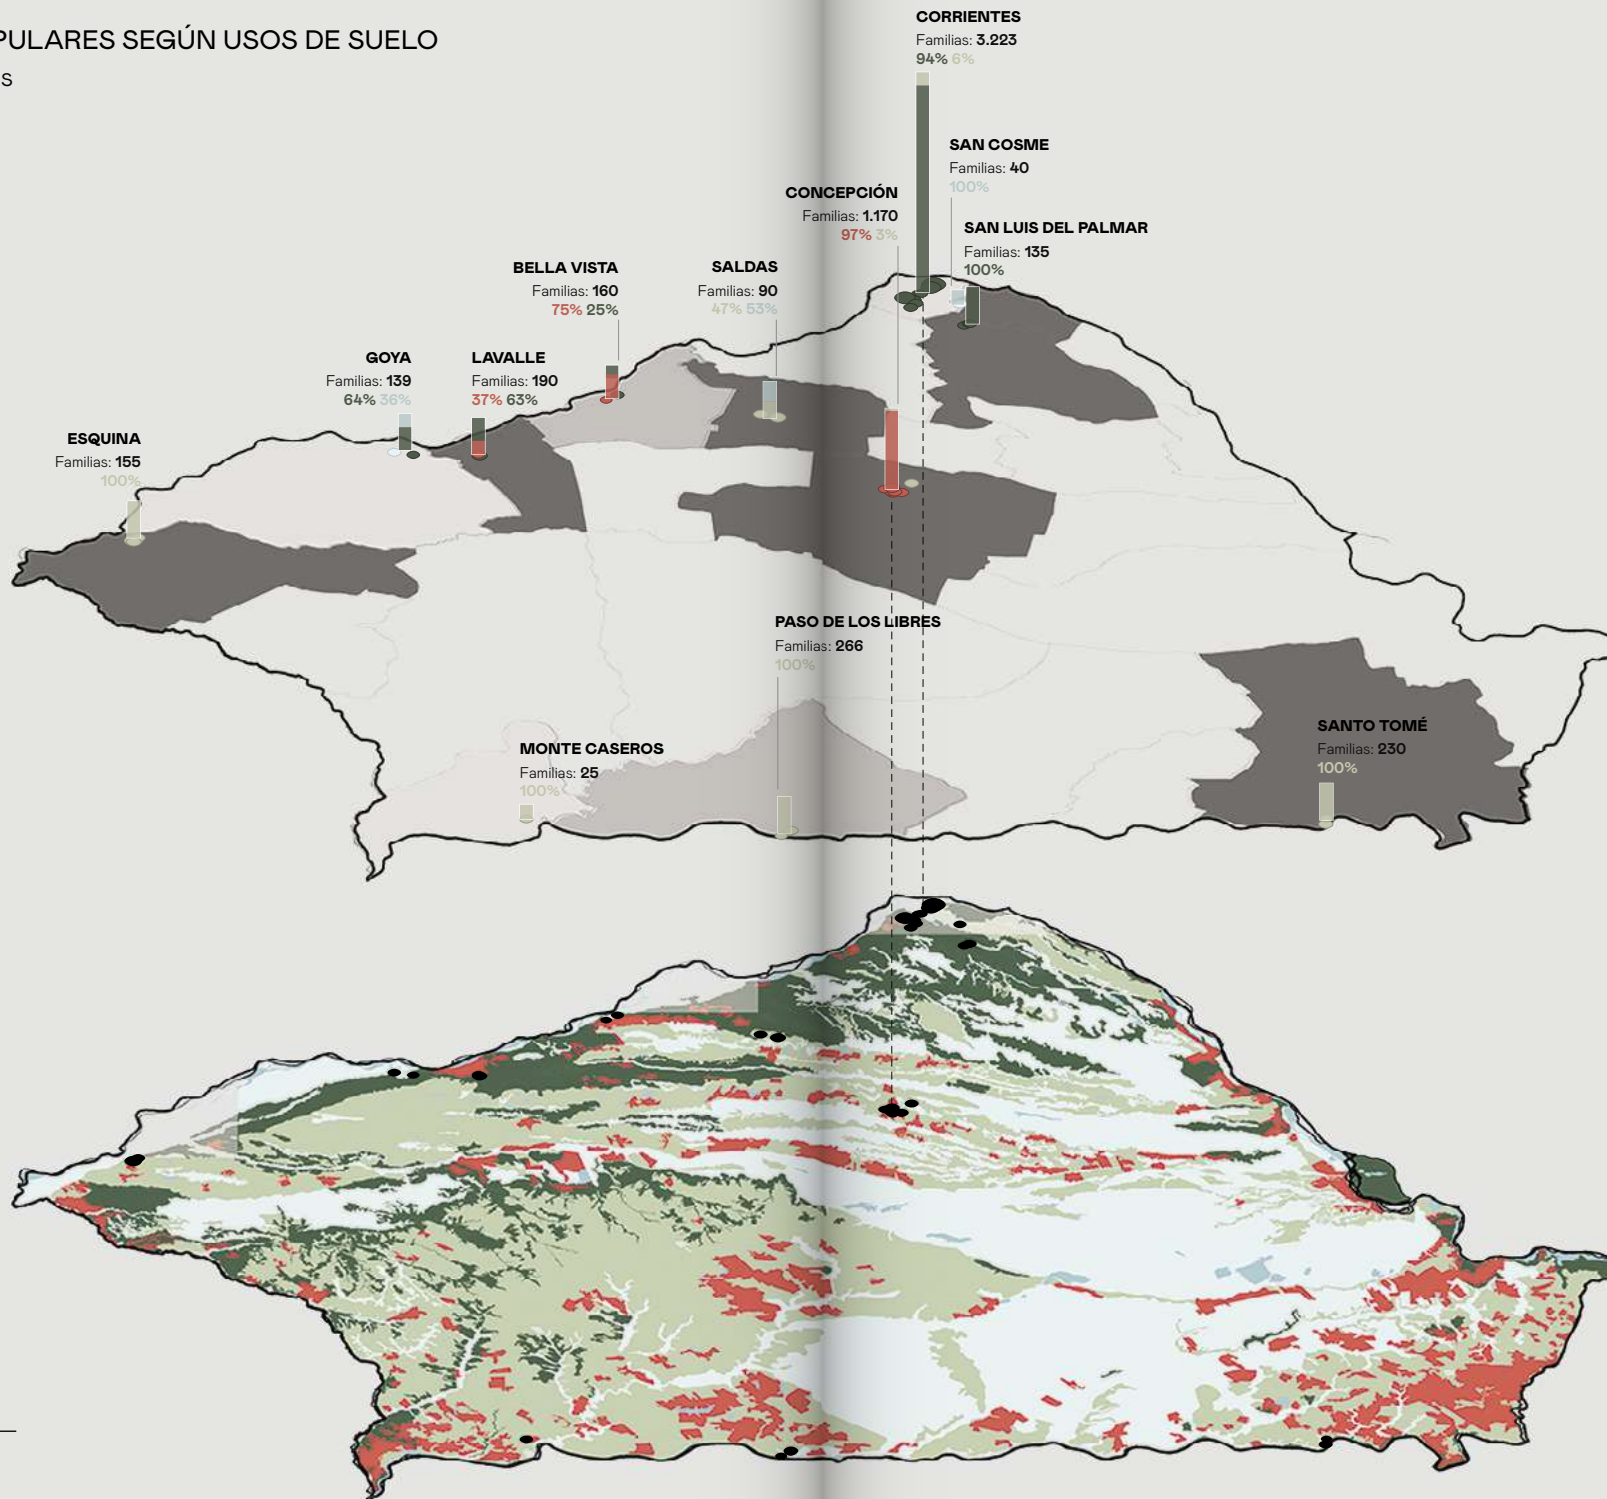 PULARES SEGÚN USOS DE SUELO
S
CORRIENTES
Familias: 3.223
94% 6%
SAN COSME
Familias: 40
100%
CONCEPCIÓN
Familias: 1.170
97% 3%
SAN LUIS DEL PALMAR
Familias: 135
100%
BELLA VISTA
Familias: 160
75% 25%
SALDAS
Familias: 90
47% 53%
GOYA
Familias: 139
64% 36%
LAVALLE
Familias: 190
37% 63%
ESQUINA
Familias: 155
100%
PASO DE LOS LIBRES
Familias: 266
100%
MONTE CASEROS
Familias: 25
100%
SANTO TOMÉ
Familias: 230
100%